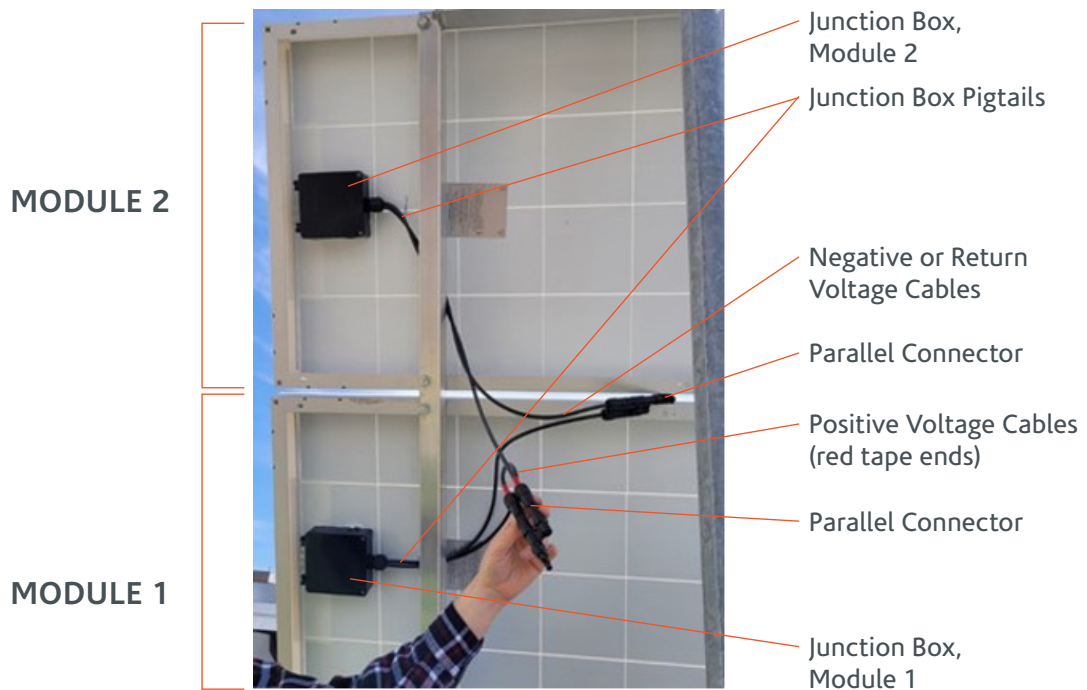 MODULE 2
MODULE 1
Junction Box,
Module 2
Junction Box Pigtails
Negative or Return
Voltage Cables
Parallel Connector
Positive Voltage Cables
(red tape ends)
Parallel Connector
Junction Box,
Module 1